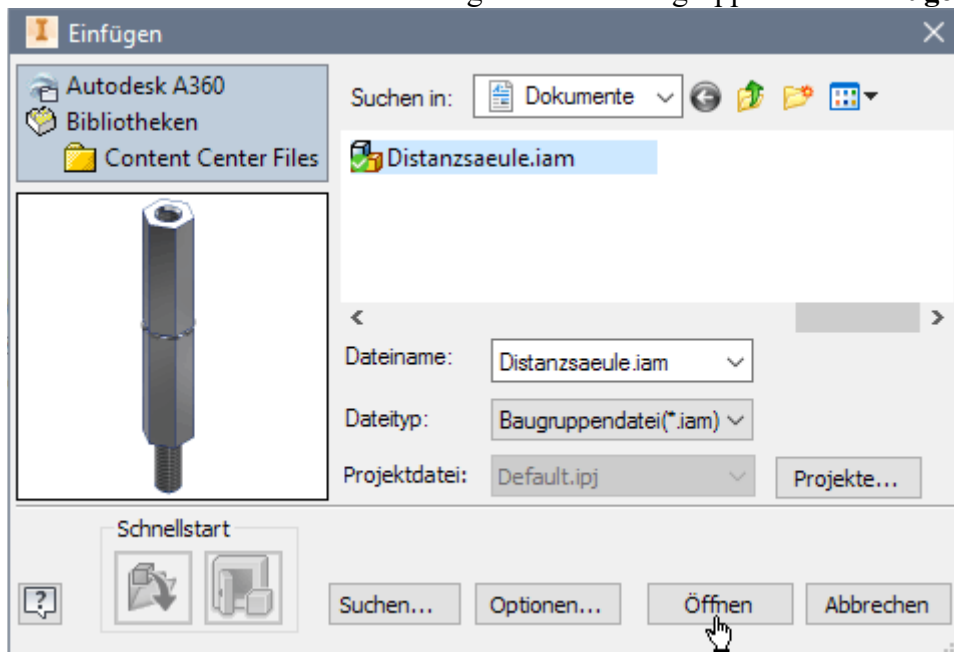 Einfügen
Autodesk A360
Bibliotheken
Content Center Files
Suchen in: Dokumente
Distanzsaeule.iam
Dateiname: Distanzsaeule.iam
Dateityp: Baugruppendatei(*.iam)
Projektdatei: Default.ipj Projekte...
Schnellstart
Suchen... Optionen... Öffnen Abbrechen